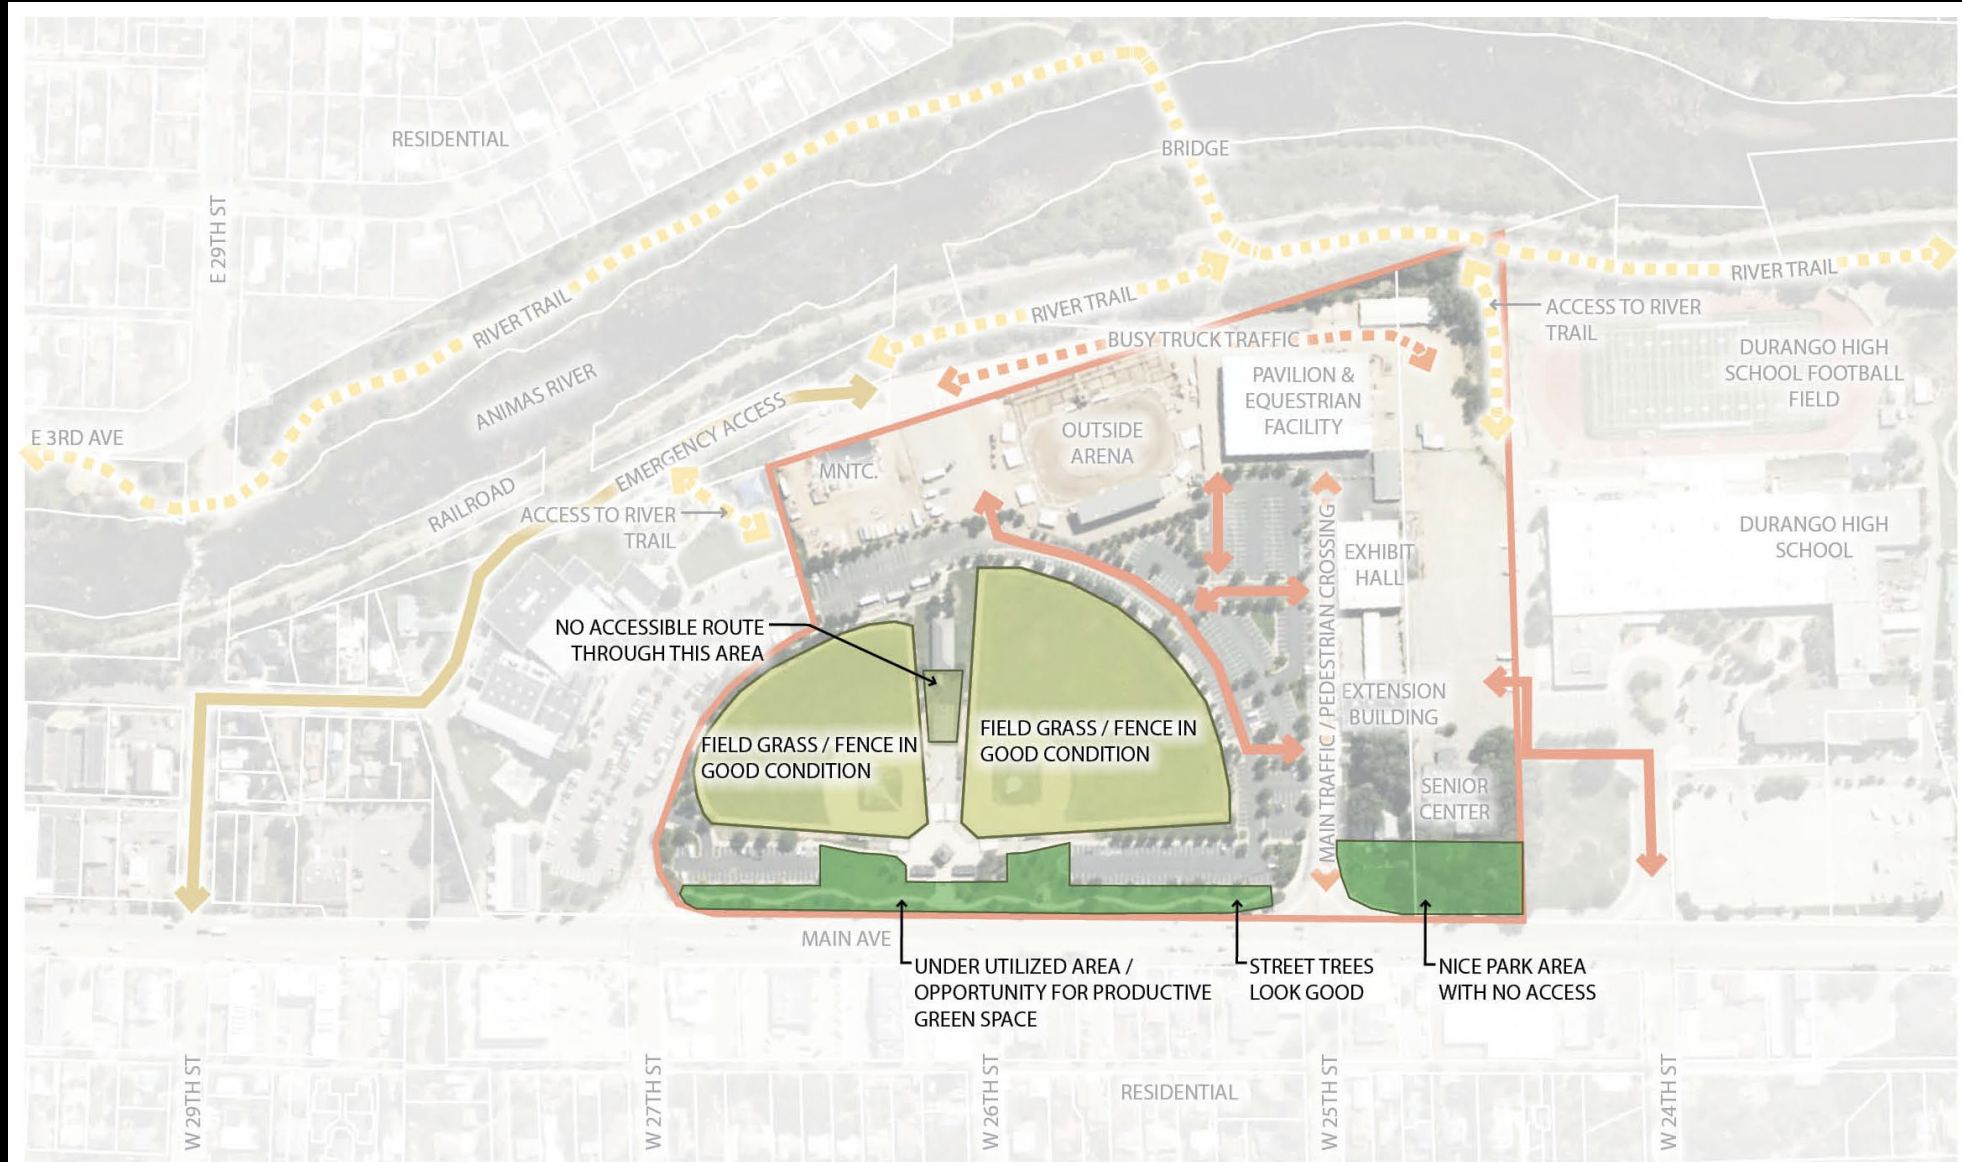 RESIDENTIAL
BRIDGE
E 29TH ST
RIVER TRAIL
RIVER TRAIL
RIVER TRAIL
ACCESS TO RIVER
TRAIL
BUSY TRUCK TRAFFIC
DURANGO HIGH
SCHOOL FOOTBALL
FIELD
ANIMAS RIVER
PAVILION &
EQUESTRIAN
FACILITY
E 3RD AVE
EMERGENCY ACCESS
OUTSIDE
ARENA
MNTC.
RAILROAD
ACCESS TO RIVER
TRAIL
DURANGO HIGH
SCHOOL
EXHIBIT
HALL
MAIN TRAFFIC / PEDESTRIAN CROSSING
NO ACCESSIBLE ROUTE
THROUGH THIS AREA
EXTENSION
BUILDING
FIELD GRASS / FENCE IN
GOOD CONDITION
FIELD GRASS / FENCE IN
GOOD CONDITION
SENIOR
CENTER
MAIN AVE
UNDER UTILIZED AREA /
OPPORTUNITY FOR PRODUCTIVE
GREEN SPACE
STREET TREES
LOOK GOOD
NICE PARK AREA
WITH NO ACCESS
W 29TH ST
W 27TH ST
W 26TH ST
RESIDENTIAL
W 25TH ST
W 24TH ST